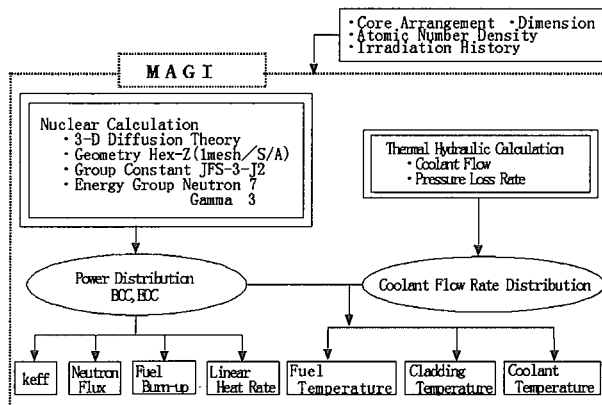 ・Core Arrangement ・Dimension
・Atomic Number Density
・Irradiation History
MAGI
Nuclear Calculation
・3-D Diffusion Theory
・Geometry Hex-Z(1mesh／S/A)
・Group Constant JFS-3-J2
・Energy Group Neutron 7
Gamma 3
Thermal Hydraulic Calculation
・Coolant Flow
・Pressure Loss Rate
Power Distribution
BOC,EOC
Coolant Flow Rate Distribution
keff
Neutron
Flux
Fuel
Burn-up
Linear
Heat Rate
Fuel
Temperature
Cladding
Temperature
Coolant
Temperature